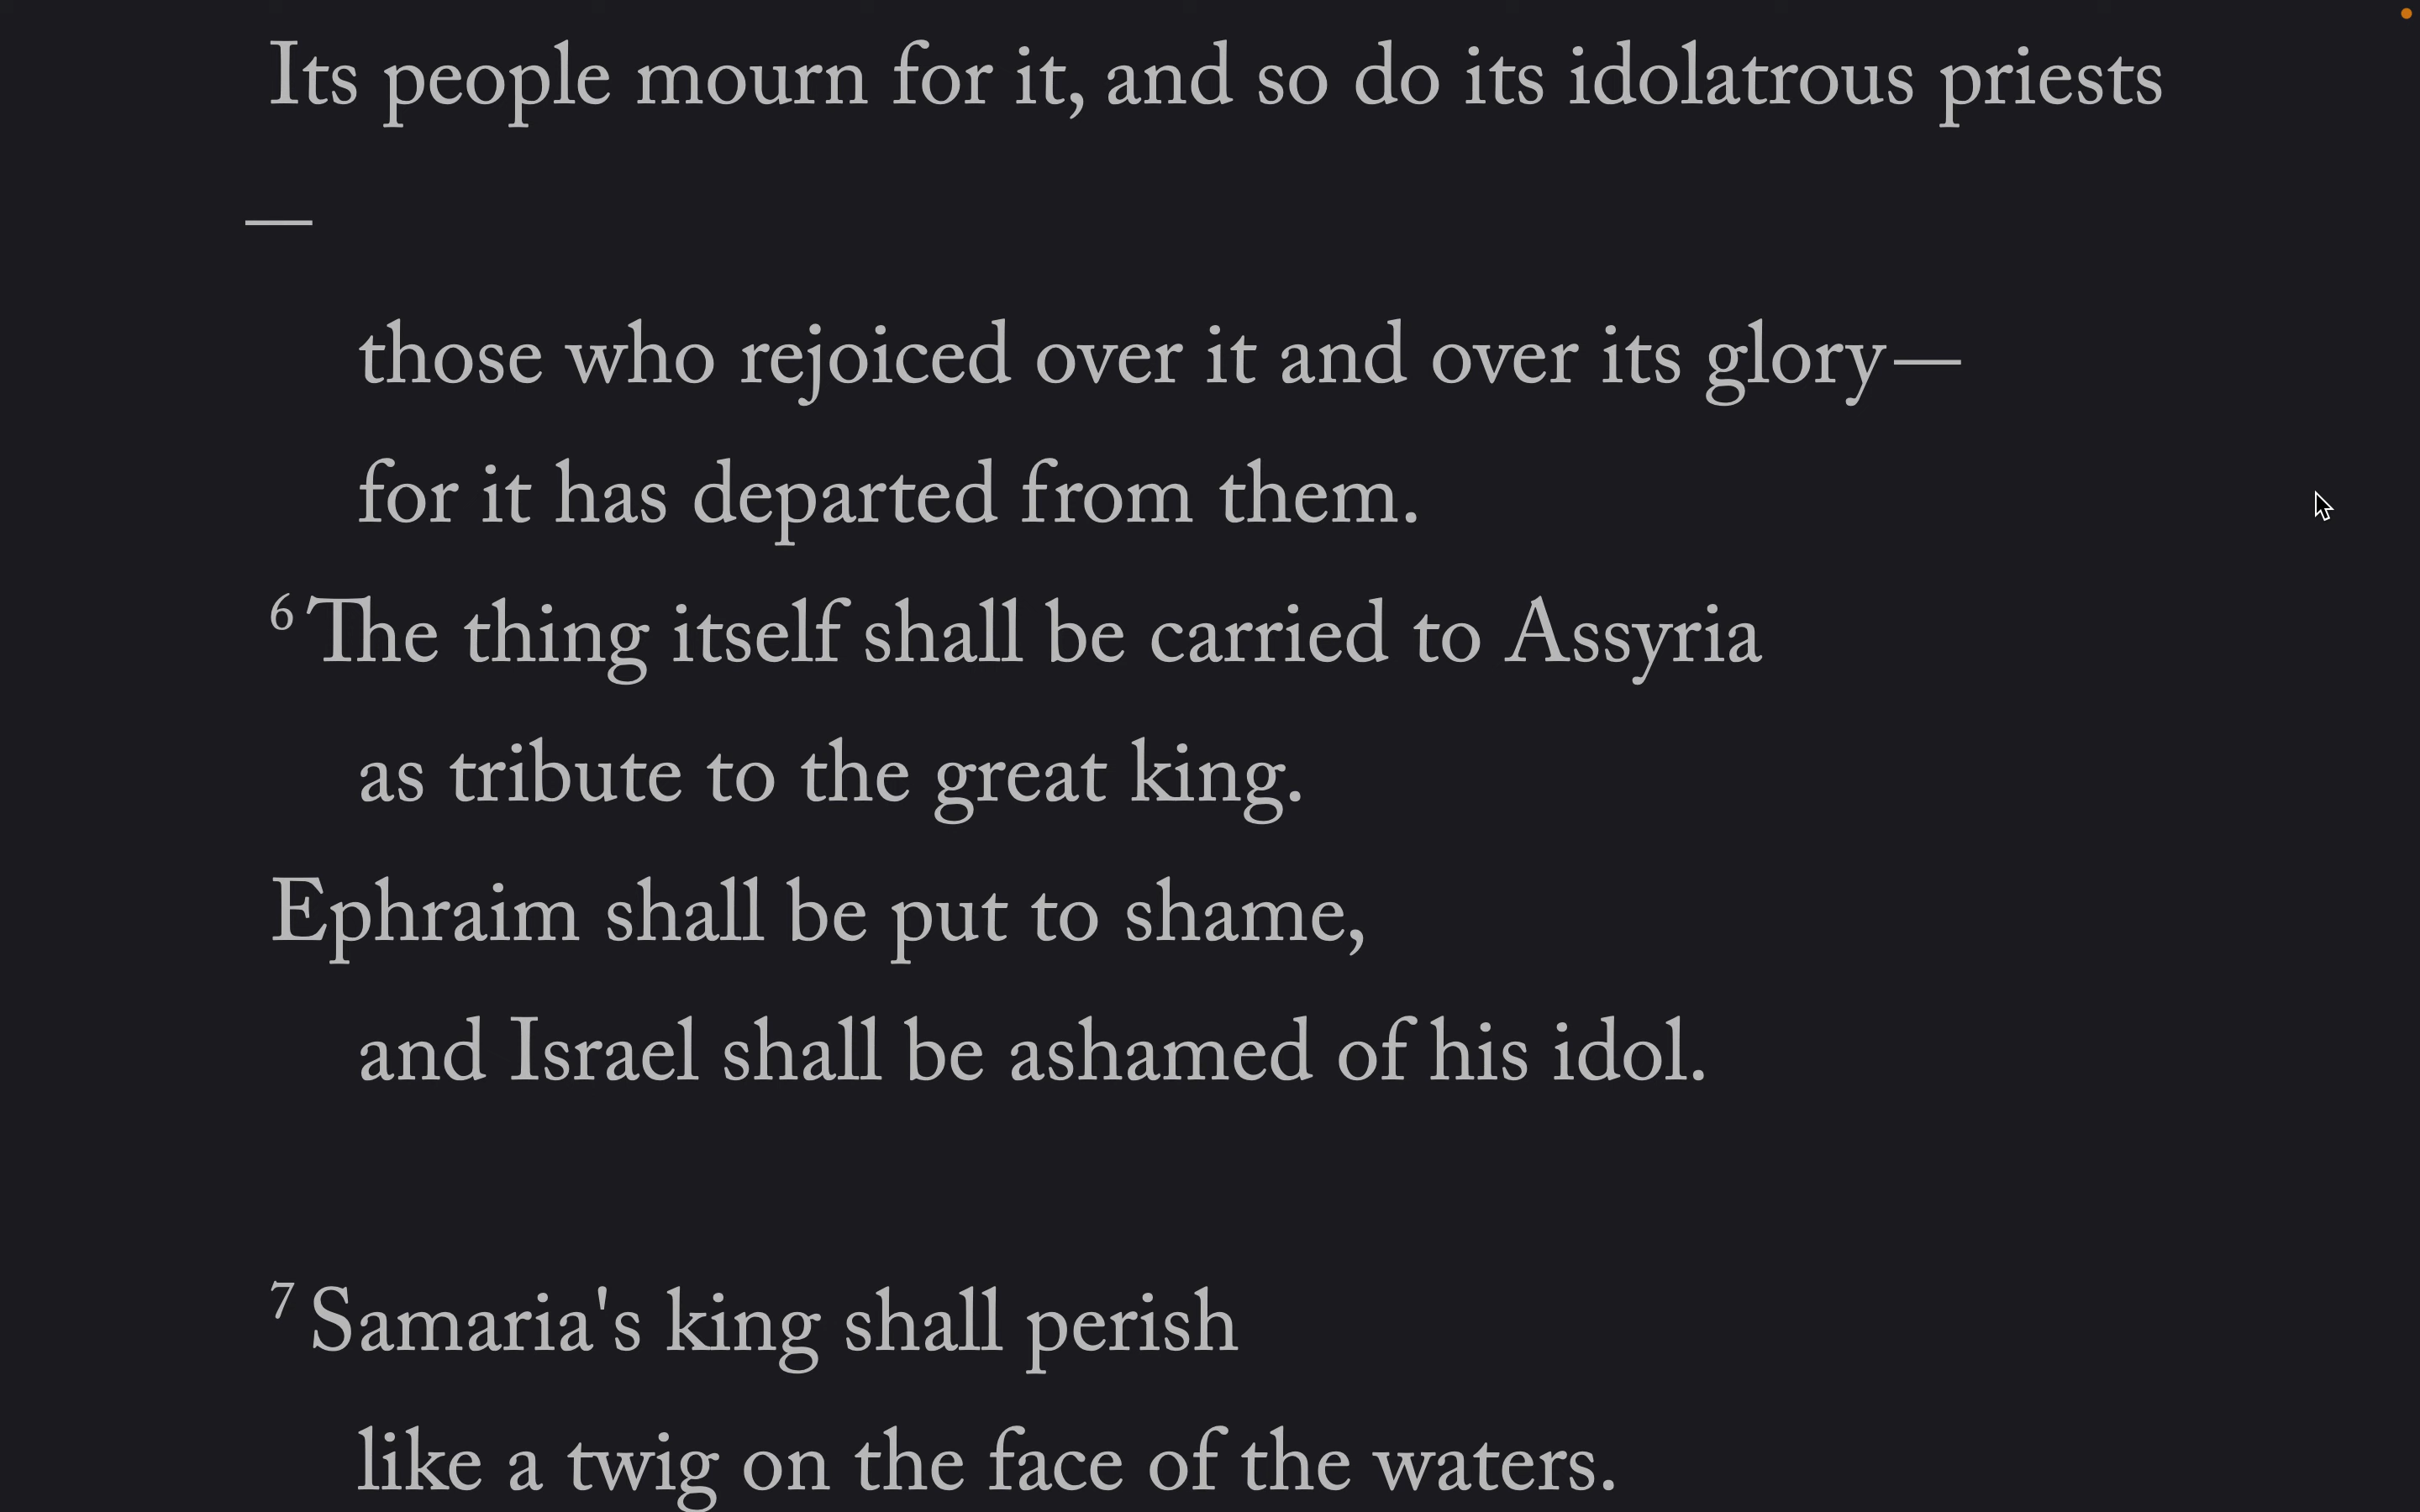 Its people mourn for it, and so do its idolatrous priests
—
those who rejoiced over it and over its glory—
for it has departed from them.
6 The thing itself shall be carried to Assyria
as tribute to the great king.
Ephraim shall be put to shame,
and Israel shall be ashamed of his idol.
7 Samaria's king shall perish
like a twig on the face of the waters.